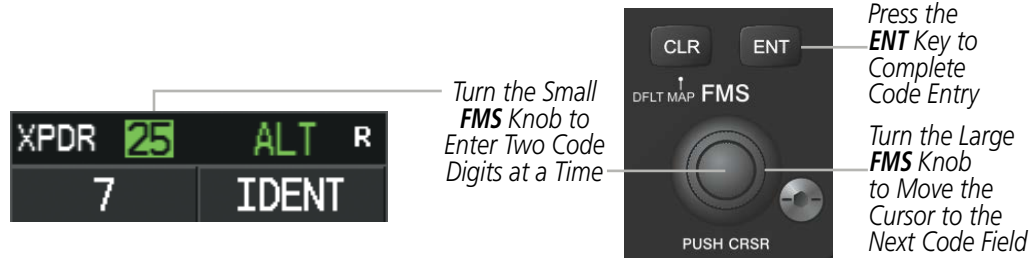 XPDR 25 ALT R
7 IDENT
Turn the Small
FMS Knob to
Enter Two Code
Digits at a Time
CLR ENT
DFLT MAP FMS
PUSH CRSR
Press the
ENT Key to
Complete
Code Entry
Turn the Large
FMS Knob
to Move the
Cursor to the
Next Code Field